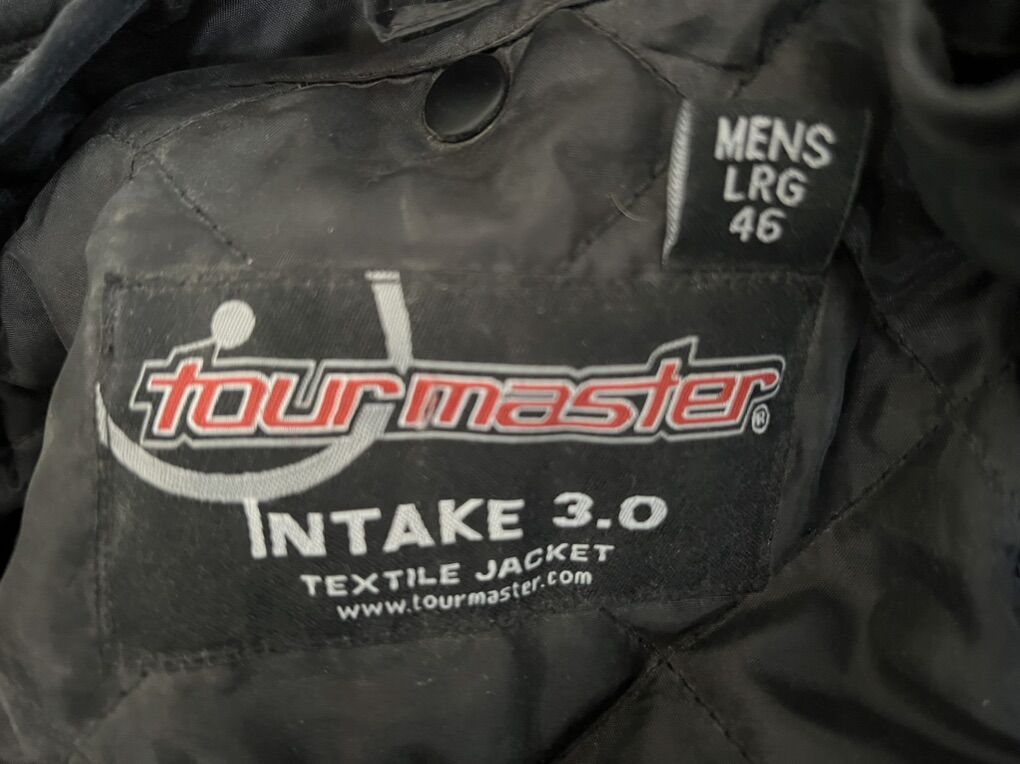 MENS
LRG
46
tourmaster®
INTAKE 3.0
TEXTILE JACKET
www.tourmaster.com